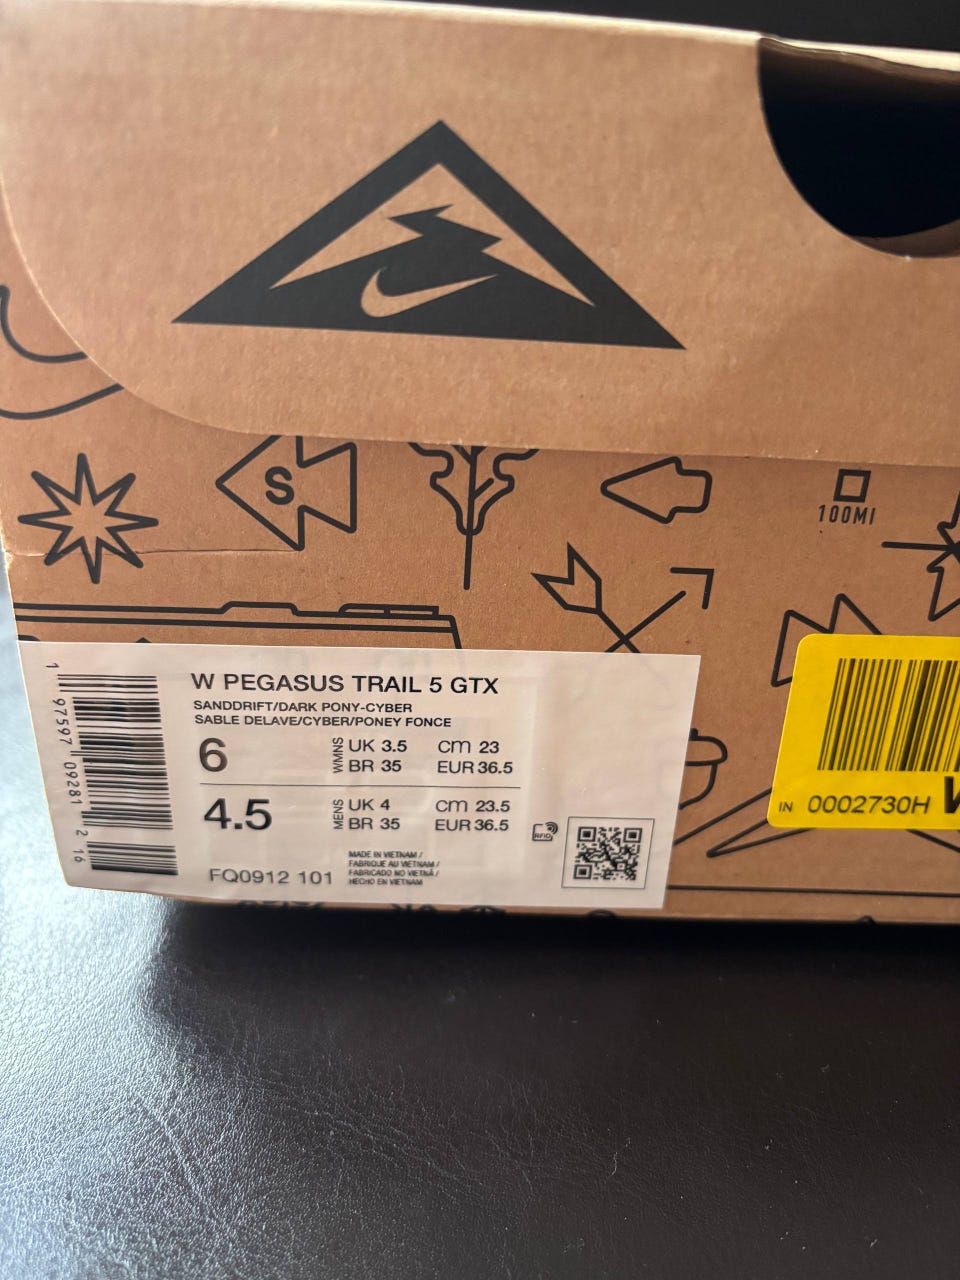 S
100MI
W PEGASUS TRAIL 5 GTX
SANDDRIFT/DARK PONY-CYBER
SABLE DELAVE/CYBER/PONEY FONCE
6 WMNS UK 3.5 cm 23
BR 35 EUR 36.5
4.5 MENS UK 4 cm 23.5
BR 35 EUR 36.5
RFID
FQ0912 101
MADE IN VIETNAM /
FABRIQUE AU VIETNAM /
FABRICADO NO VIETNÃ /
HECHO EN VIETNAM
1 97597 09281 2 16
IN 0002730H